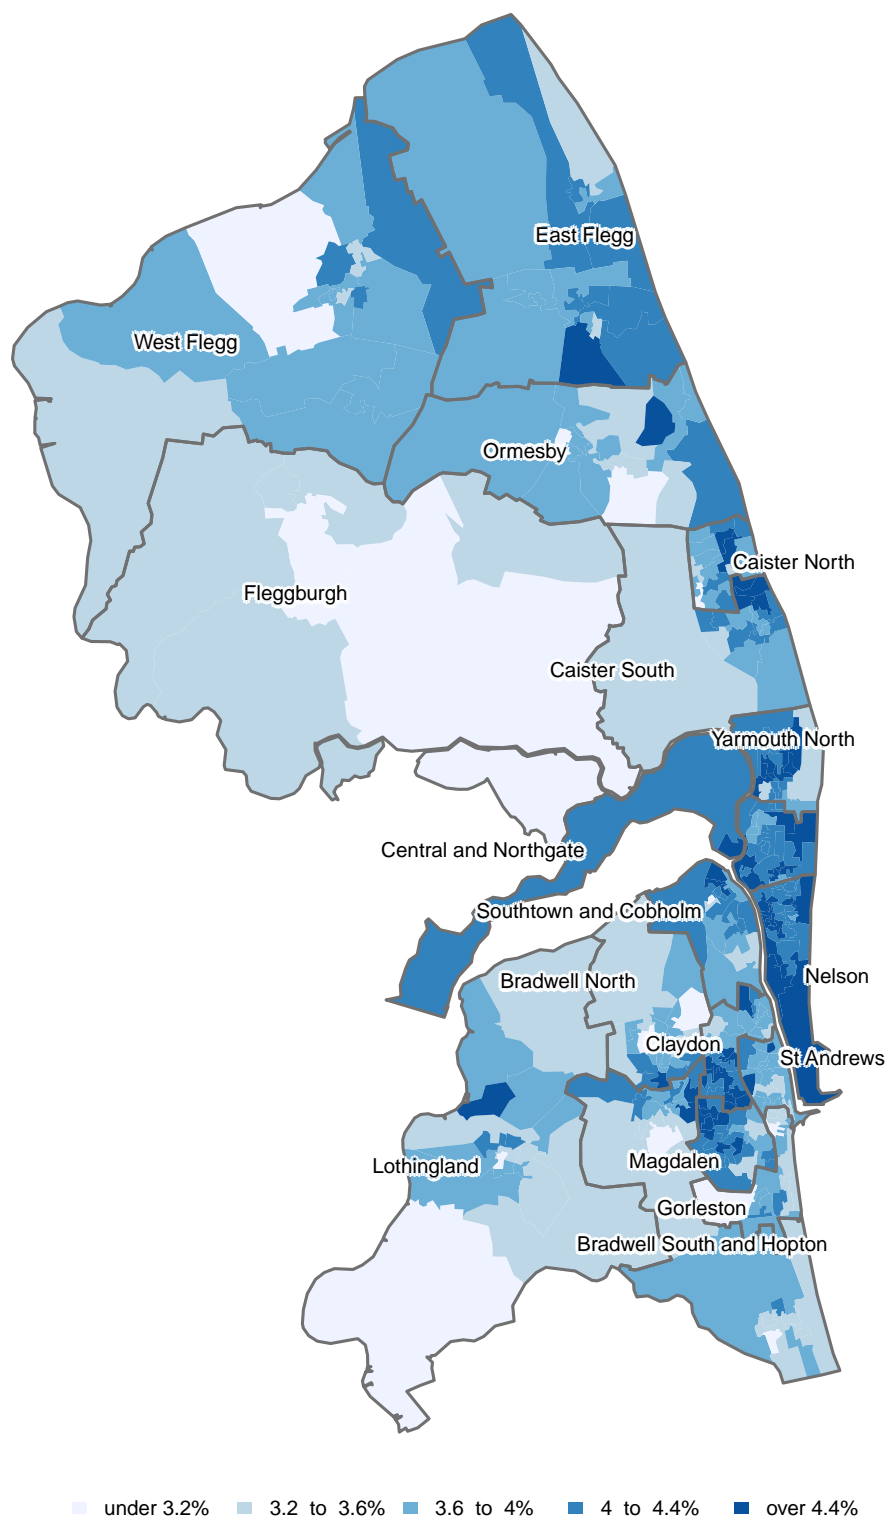 East Flegg
West Flegg
Ormesby
Caister North
Fleggburgh
Caister South
Yarmouth North
Central and Northgate
Southtown and Cobholm
Nelson
Bradwell North
Claydon
St Andrews
Magdalen
Lothingland
Gorleston
Bradwell South and Hopton
under 3.2% 3.2 to 3.6% 3.6 to 4% 4 to 4.4% over 4.4%